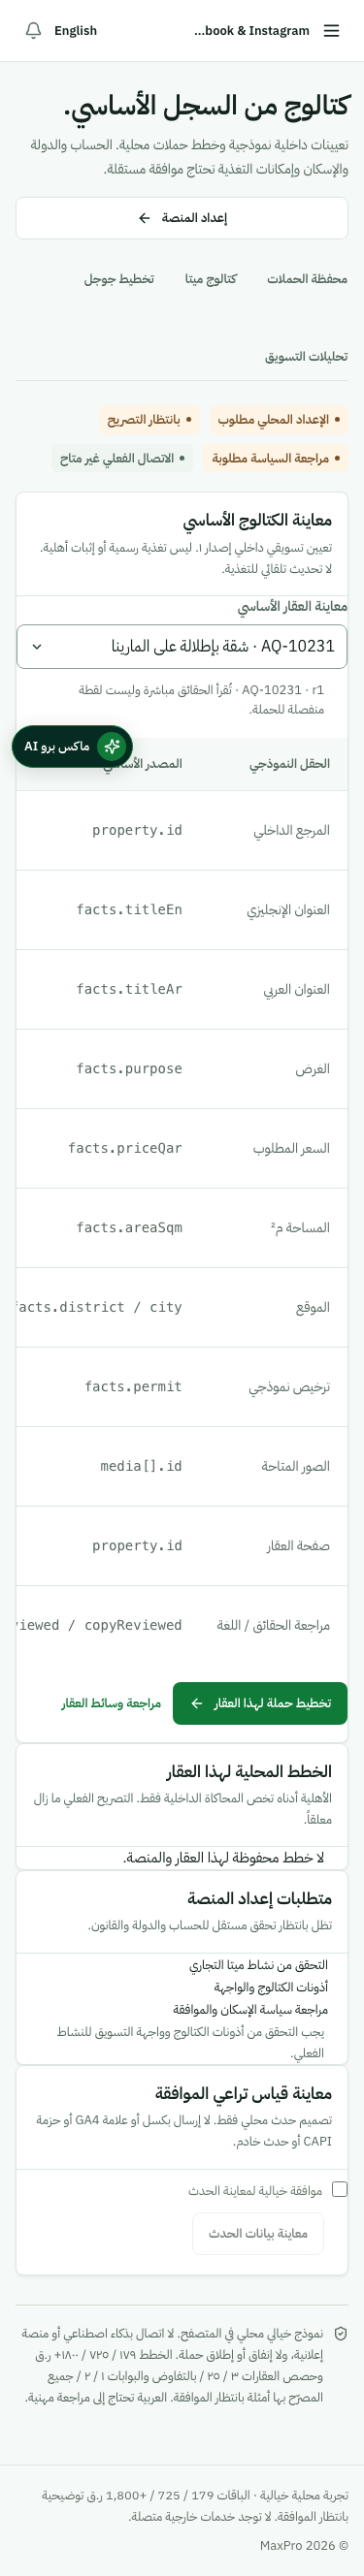 book & Instagram...
English
كتالوج من السجل الأساسي.
تعيينات داخلية نموذجية وخطط حملات محلية. الحساب والدولة
والإسكان وإمكانات التغذية تحتاج موافقة مستقلة.
إعداد المنصة
محفظة الحملات
كتالوج ميتا
تخطيط جوجل
تحليلات التسويق
الإعداد المحلي مطلوب
بانتظار التصريح
مراجعة السياسة مطلوبة
الاتصال الفعلي غير متاح
معاينة الكتالوج الأساسي
تعيين تسويقي داخلي إصدار ١. ليس تغذية رسمية أو إثبات أهلية.
لا تحديث تلقائي للتغذية.
معاينة العقار الأساسي
AQ-10231 · شقة بإطلالة على المارينا
AQ-10231 · r1 · تُقرأ الحقائق مباشرة وليست لقطة
منفصلة للحملة.
ماكس برو AI
الحقل النموذجي
المصدر الأساسي
المرجع الداخلي
property.id
العنوان الإنجليزي
facts.titleEn
العنوان العربي
facts.titleAr
الغرض
facts.purpose
السعر المطلوب
facts.priceQar
المساحة م²
facts.areaSqm
الموقع
facts.district / city
ترخيص نموذجي
facts.permit
الصور المتاحة
media[].id
صفحة العقار
property.id
مراجعة الحقائق / اللغة
viewed / copyReviewed
تخطيط حملة لهذا العقار
مراجعة وسائط العقار
الخطط المحلية لهذا العقار
الأهلية أدناه تخص المحاكاة الداخلية فقط. التصريح الفعلي ما زال
معلقاً.
لا خطط محفوظة لهذا العقار والمنصة.
متطلبات إعداد المنصة
تظل بانتظار تحقق مستقل للحساب والدولة والقانون.
التحقق من نشاط ميتا التجاري
أذونات الكتالوج والواجهة
مراجعة سياسة الإسكان والموافقة
يجب التحقق من أذونات الكتالوج وواجهة التسويق للنشاط
الفعلي.
معاينة قياس تراعي الموافقة
تصميم حدث محلي فقط. لا إرسال بكسل أو علامة GA4 أو حزمة
CAPI أو حدث خادم.
موافقة خيالية لمعاينة الحدث
معاينة بيانات الحدث
نموذج خيالي محلي في المتصفح. لا اتصال بذكاء اصطناعي أو منصة
إعلانية، ولا إنفاق أو إطلاق حملة. الخطط ١٧٩ / ٧٢٥ / ١٨٠٠+ ر.ق
وحصص العقارات ٣ / ٢٥ / بالتفاوض والبوابات ١ / ٢ / جميع
المصرّح بها أمثلة بانتظار الموافقة. العربية تحتاج إلى مراجعة مهنية.
تجربة محلية خيالية · الباقات 179 / 725 / +1,800 ر.ق توضيحية
بانتظار الموافقة. لا توجد خدمات خارجية متصلة.
© 2026 MaxPro